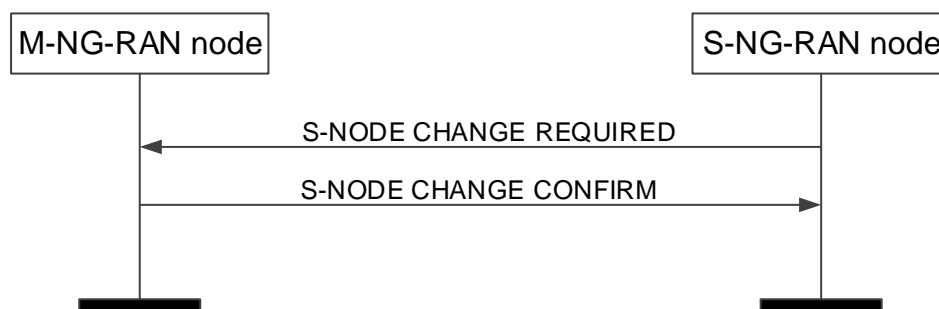 M-NG-RAN node
S-NG-RAN node
S-NODE CHANGE REQUIRED
S-NODE CHANGE CONFIRM